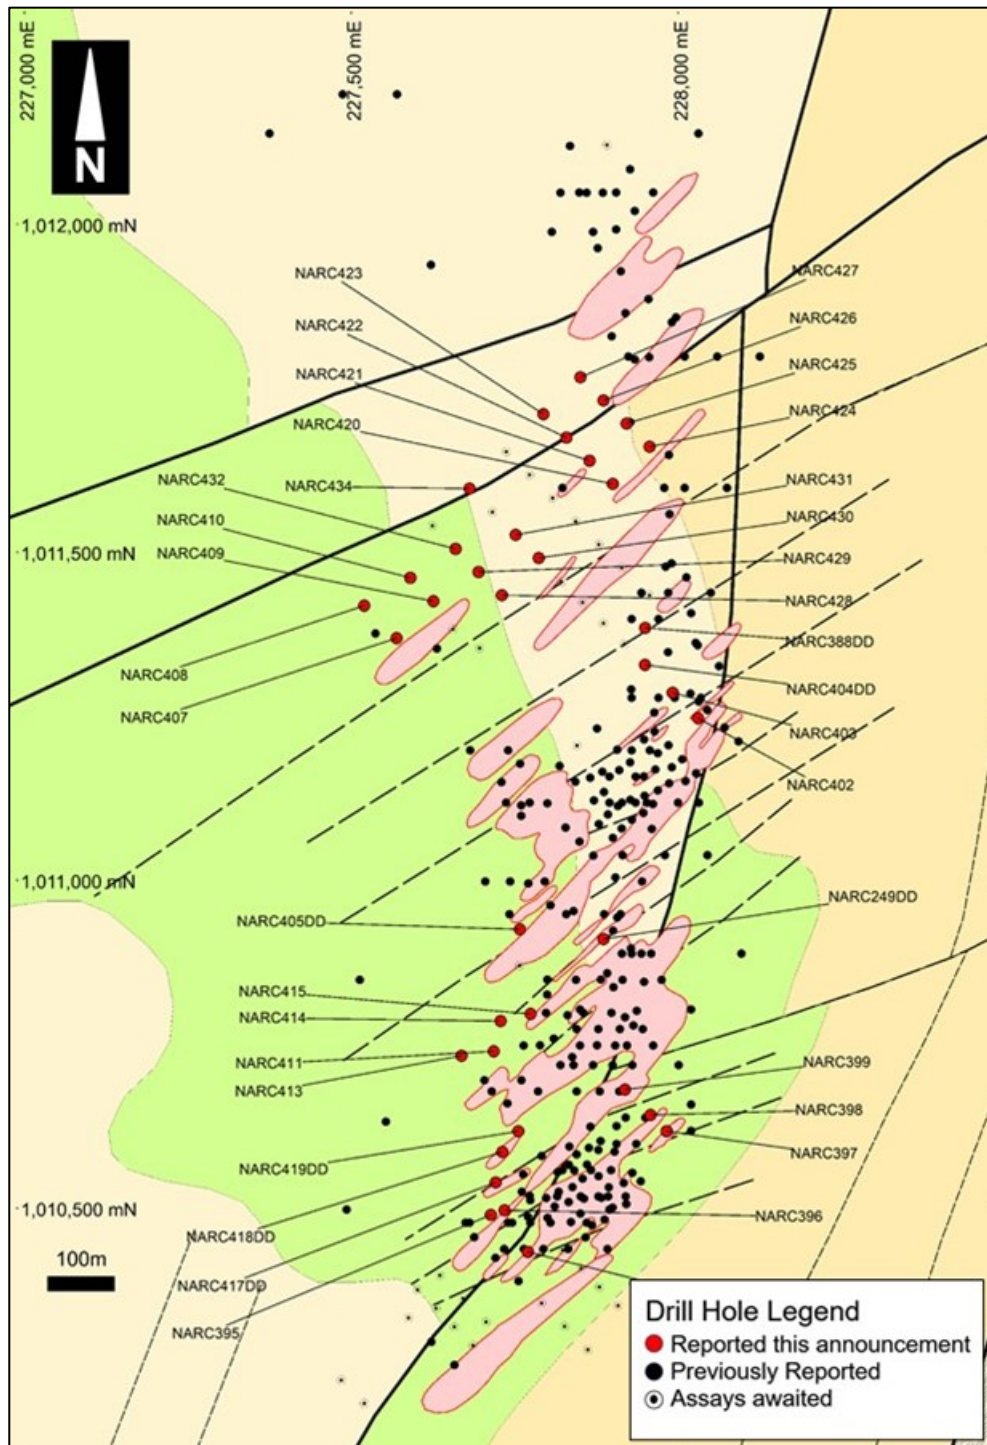 227,000 mE
227,500 mE
228,000 mE
N
1,012,000 mN
NARC423
NARC427
NARC422
NARC426
NARC421
NARC425
NARC420
NARC424
NARC432
NARC434
NARC431
NARC410
NARC430
1,011,500 mN
NARC409
NARC429
NARC428
NARC388DD
NARC408
NARC404DD
NARC407
NARC403
NARC402
1,011,000 mN
NARC249DD
NARC405DD
NARC415
NARC414
NARC411
NARC399
NARC413
NARC398
NARC397
NARC419DD
1,010,500 mN
NARC396
NARC418DD
100m
NARC417DD
NARC395
Drill Hole Legend
Reported this announcement
Previously Reported
Assays awaited